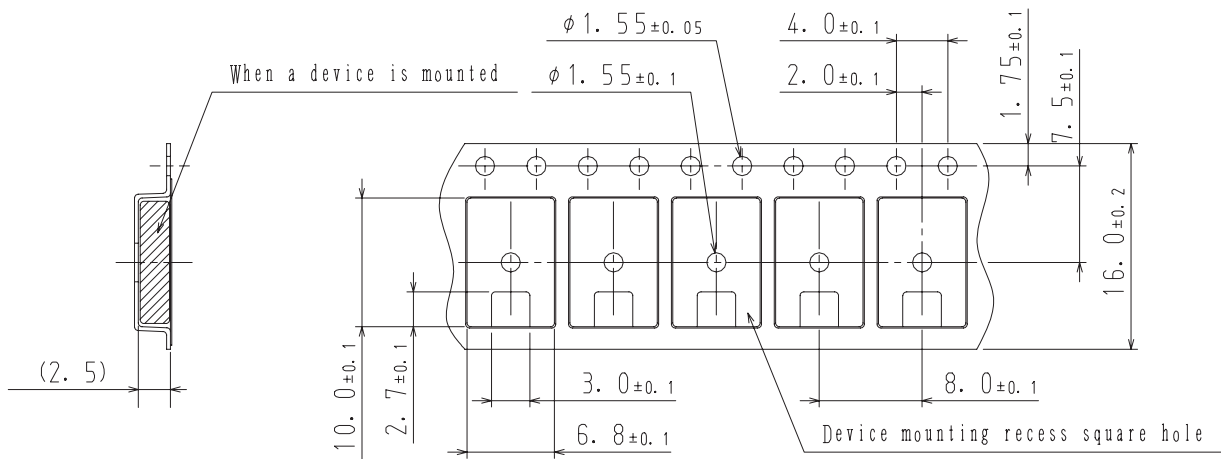 φ1.55±0.05
4.0±0.1
When a device is mounted
φ1.55±0.1
2.0±0.1
1.75±0.1
7.5±0.1
16.0±0.2
(2.5)
10.0±0.1
2.7±0.1
3.0±0.1
8.0±0.1
6.8±0.1
Device mounting recess square hole